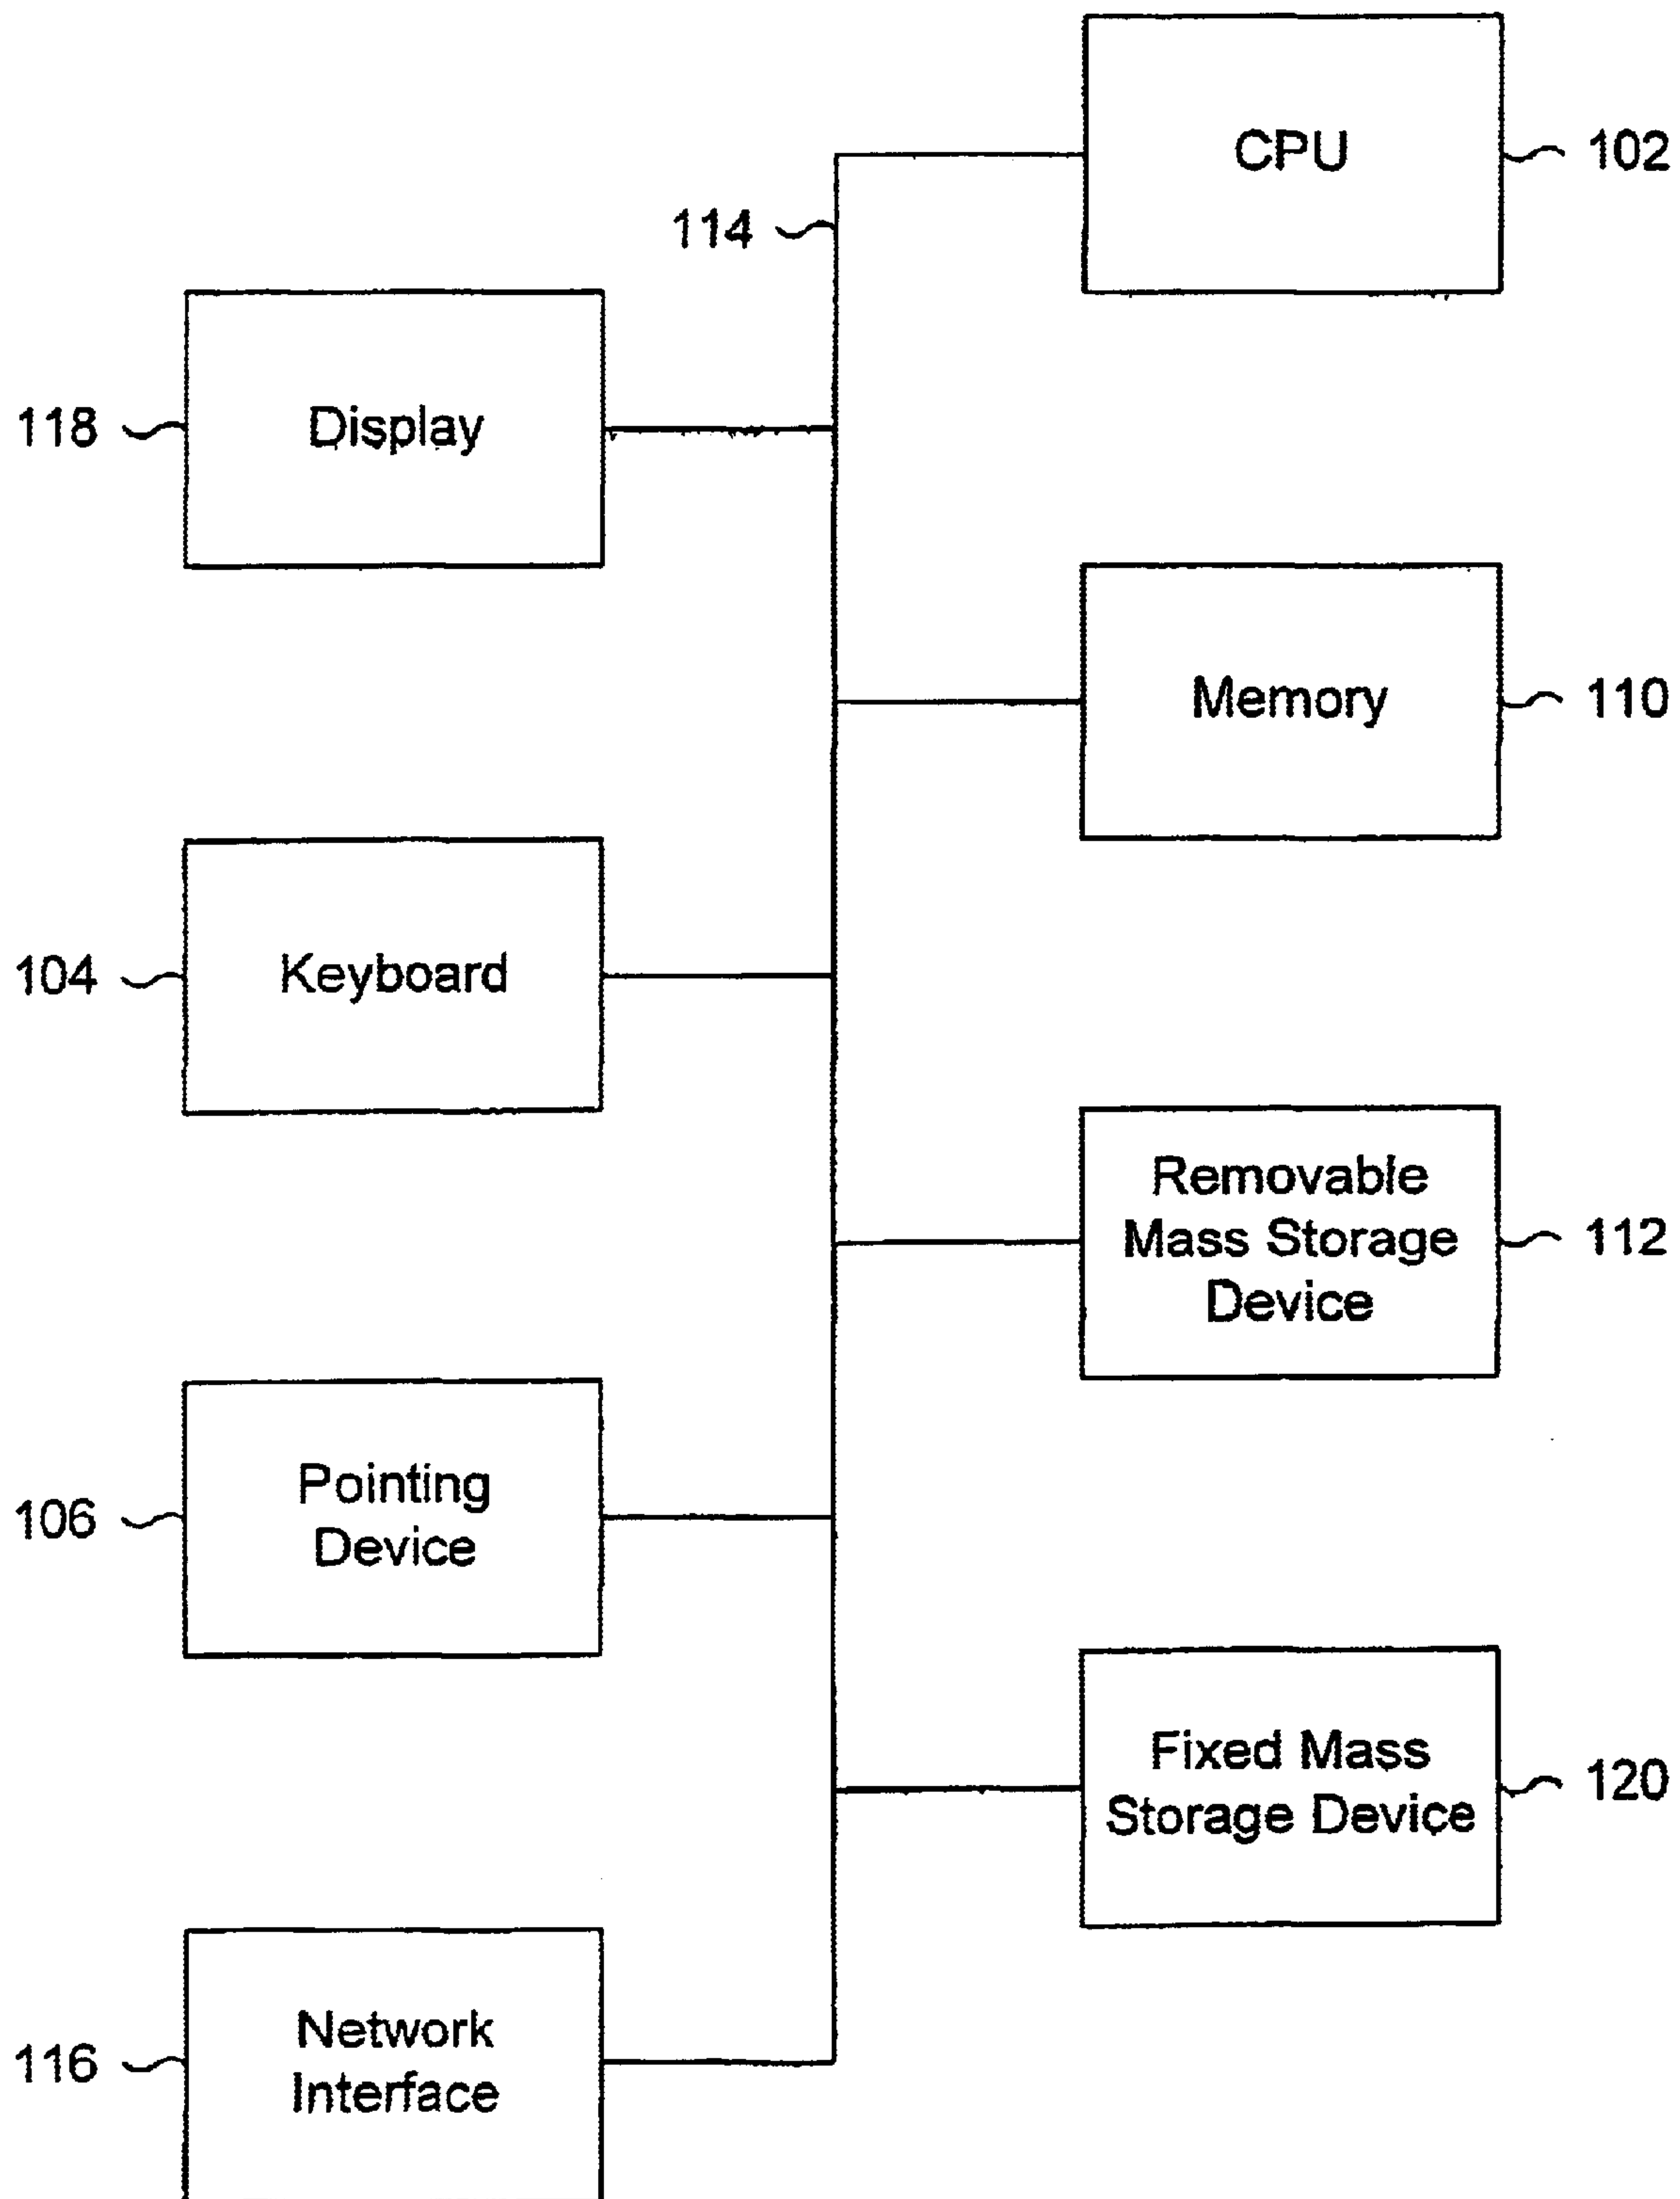 CPU
102
114
118
Display
Memory
110
104
Keyboard
Removable
Mass Storage
Device
112
106
Pointing
Device
Fixed Mass
Storage Device
120
116
Network
Interface